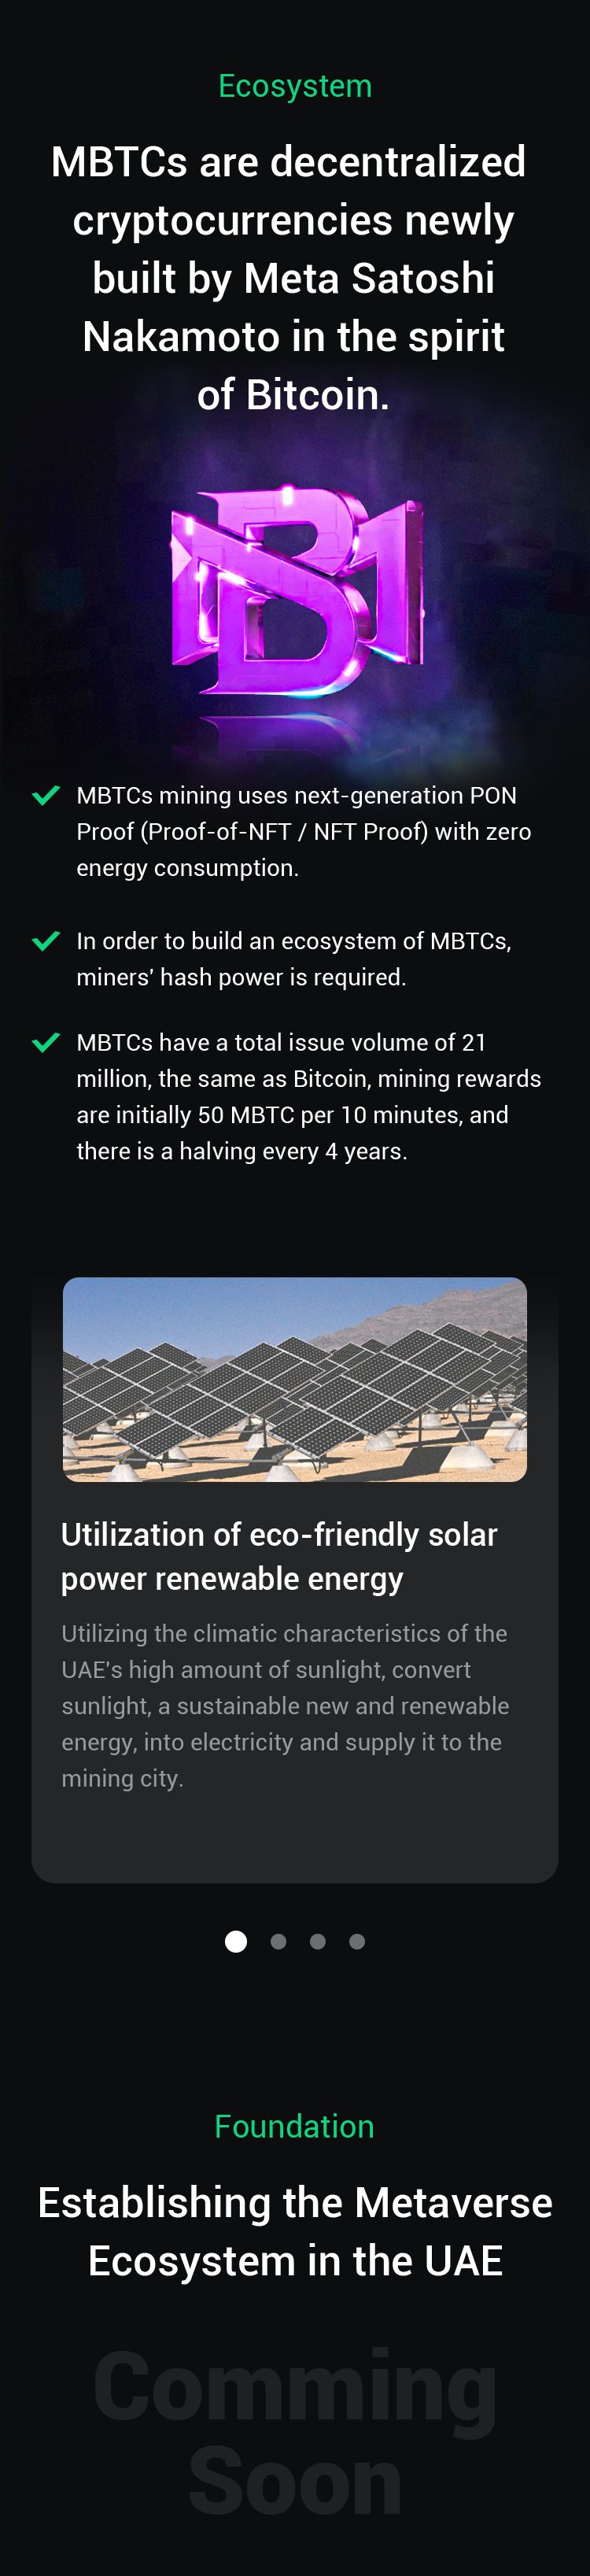 Ecosystem
MBTCs are decentralized
cryptocurrencies newly
built by Meta Satoshi
Nakamoto in the spirit
of Bitcoin.
MBTCs mining uses next-generation PON
Proof (Proof-of-NFT / NFT Proof) with zero
energy consumption.
In order to build an ecosystem of MBTCs,
miners' hash power is required.
MBTCs have a total issue volume of 21
million, the same as Bitcoin, mining rewards
are initially 50 MBTC per 10 minutes, and
there is a halving every 4 years.
Utilization of eco-friendly solar
power renewable energy
Utilizing the climatic characteristics of the
UAE's high amount of sunlight, convert
sunlight, a sustainable new and renewable
energy, into electricity and supply it to the
mining city.
Foundation
Establishing the Metaverse
Ecosystem in the UAE
Comming
Soon